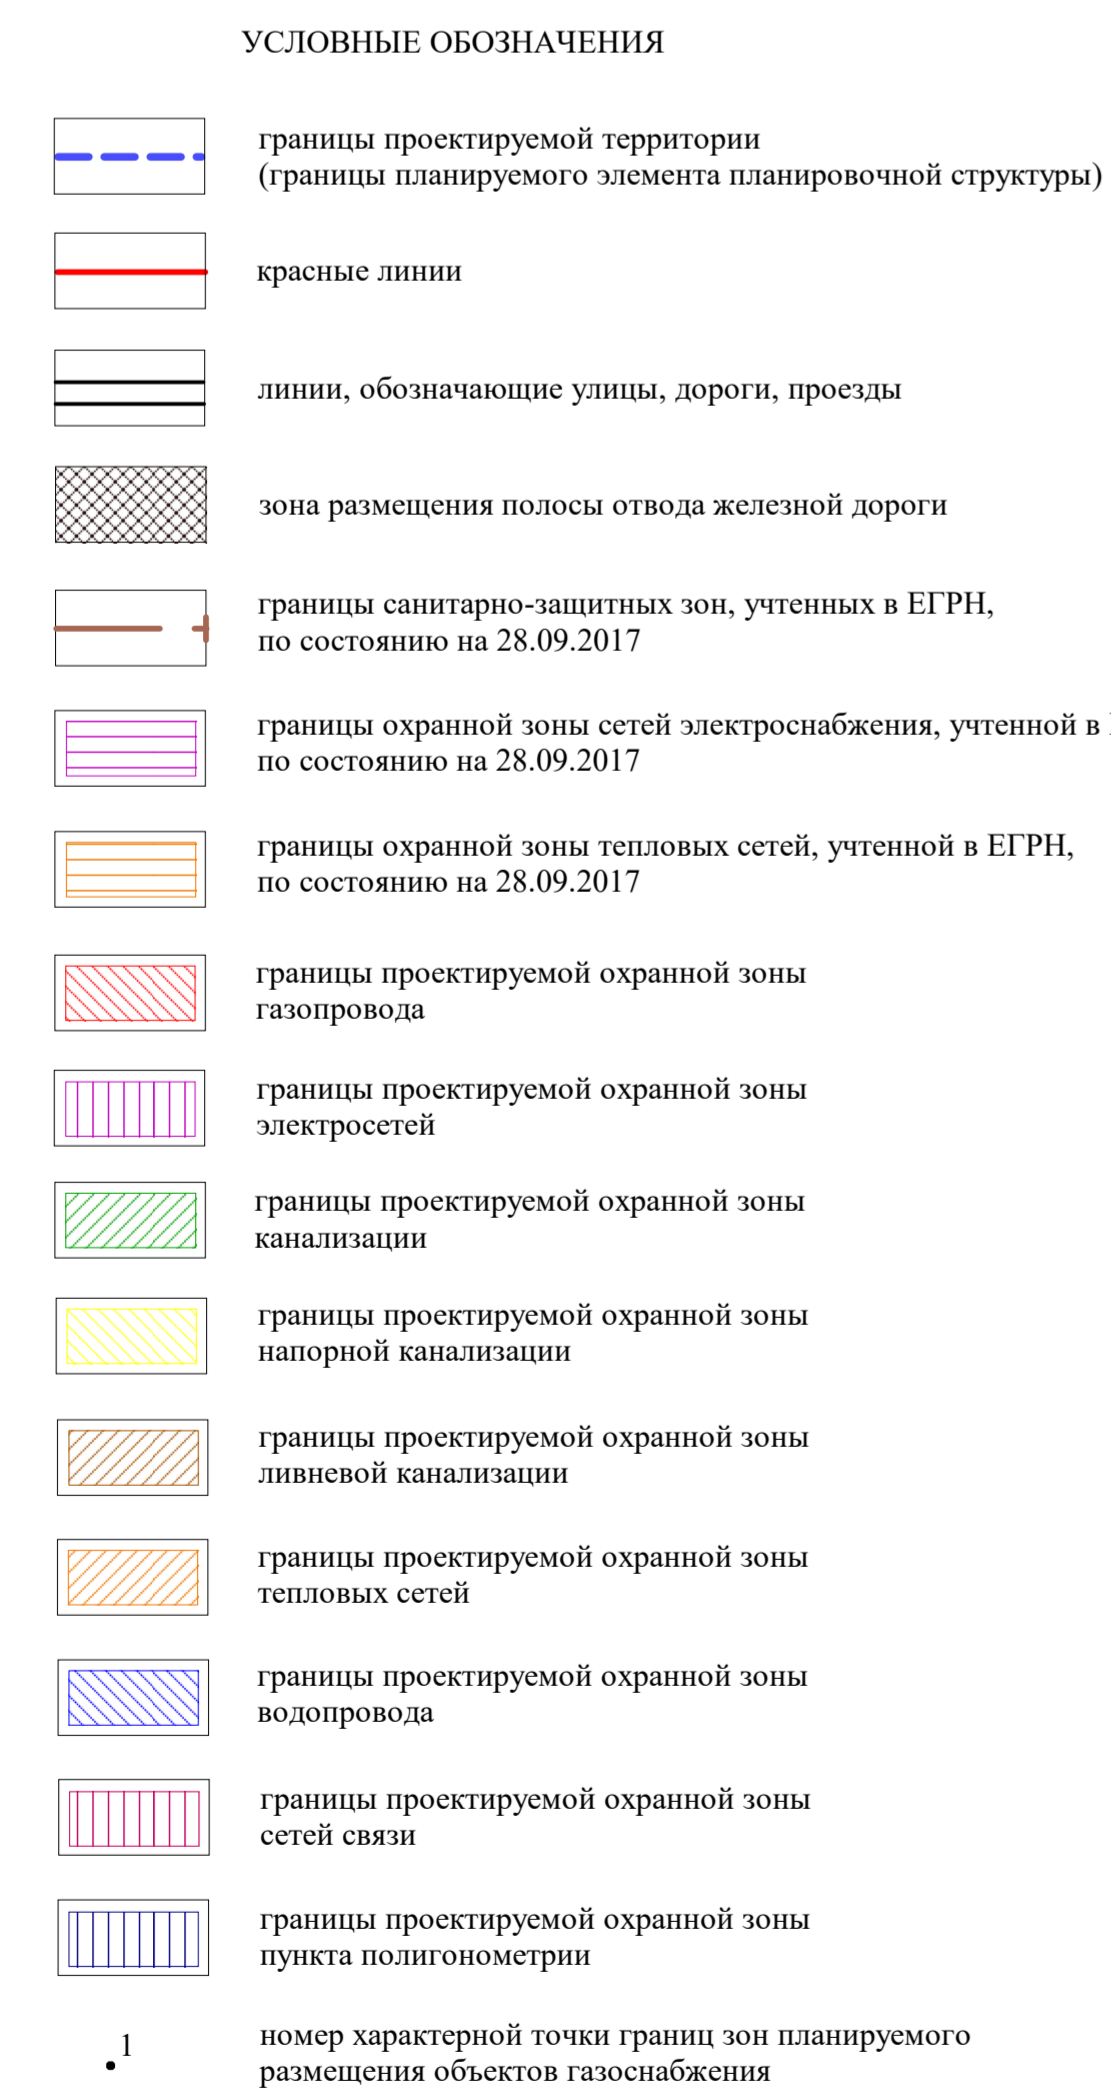 УСЛОВНЫЕ ОБОЗНАЧЕНИЯ
границы проектируемой территории
(границы планируемого элемента планировочной структуры)
красные линии
линии, обозначающие улицы, дороги, проезды
зона размещения полосы отвода железной дороги
границы санитарно-защитных зон, учтенных в ЕГРН,
по состоянию на 28.09.2017
границы охранной зоны сетей электроснабжения, учтенной в
по состоянию на 28.09.2017
границы охранной зоны тепловых сетей, учтенной в ЕГРН,
по состоянию на 28.09.2017
границы проектируемой охранной зоны
газопровода
границы проектируемой охранной зоны
электросетей
границы проектируемой охранной зоны
канализации
границы проектируемой охранной зоны
напорной канализации
границы проектируемой охранной зоны
ливневой канализации
границы проектируемой охранной зоны
тепловых сетей
границы проектируемой охранной зоны
водопровода
границы проектируемой охранной зоны
сетей связи
границы проектируемой охранной зоны
пункта полигонометрии
1
номер характерной точки границ зон планируемого
размещения объектов газоснабжения